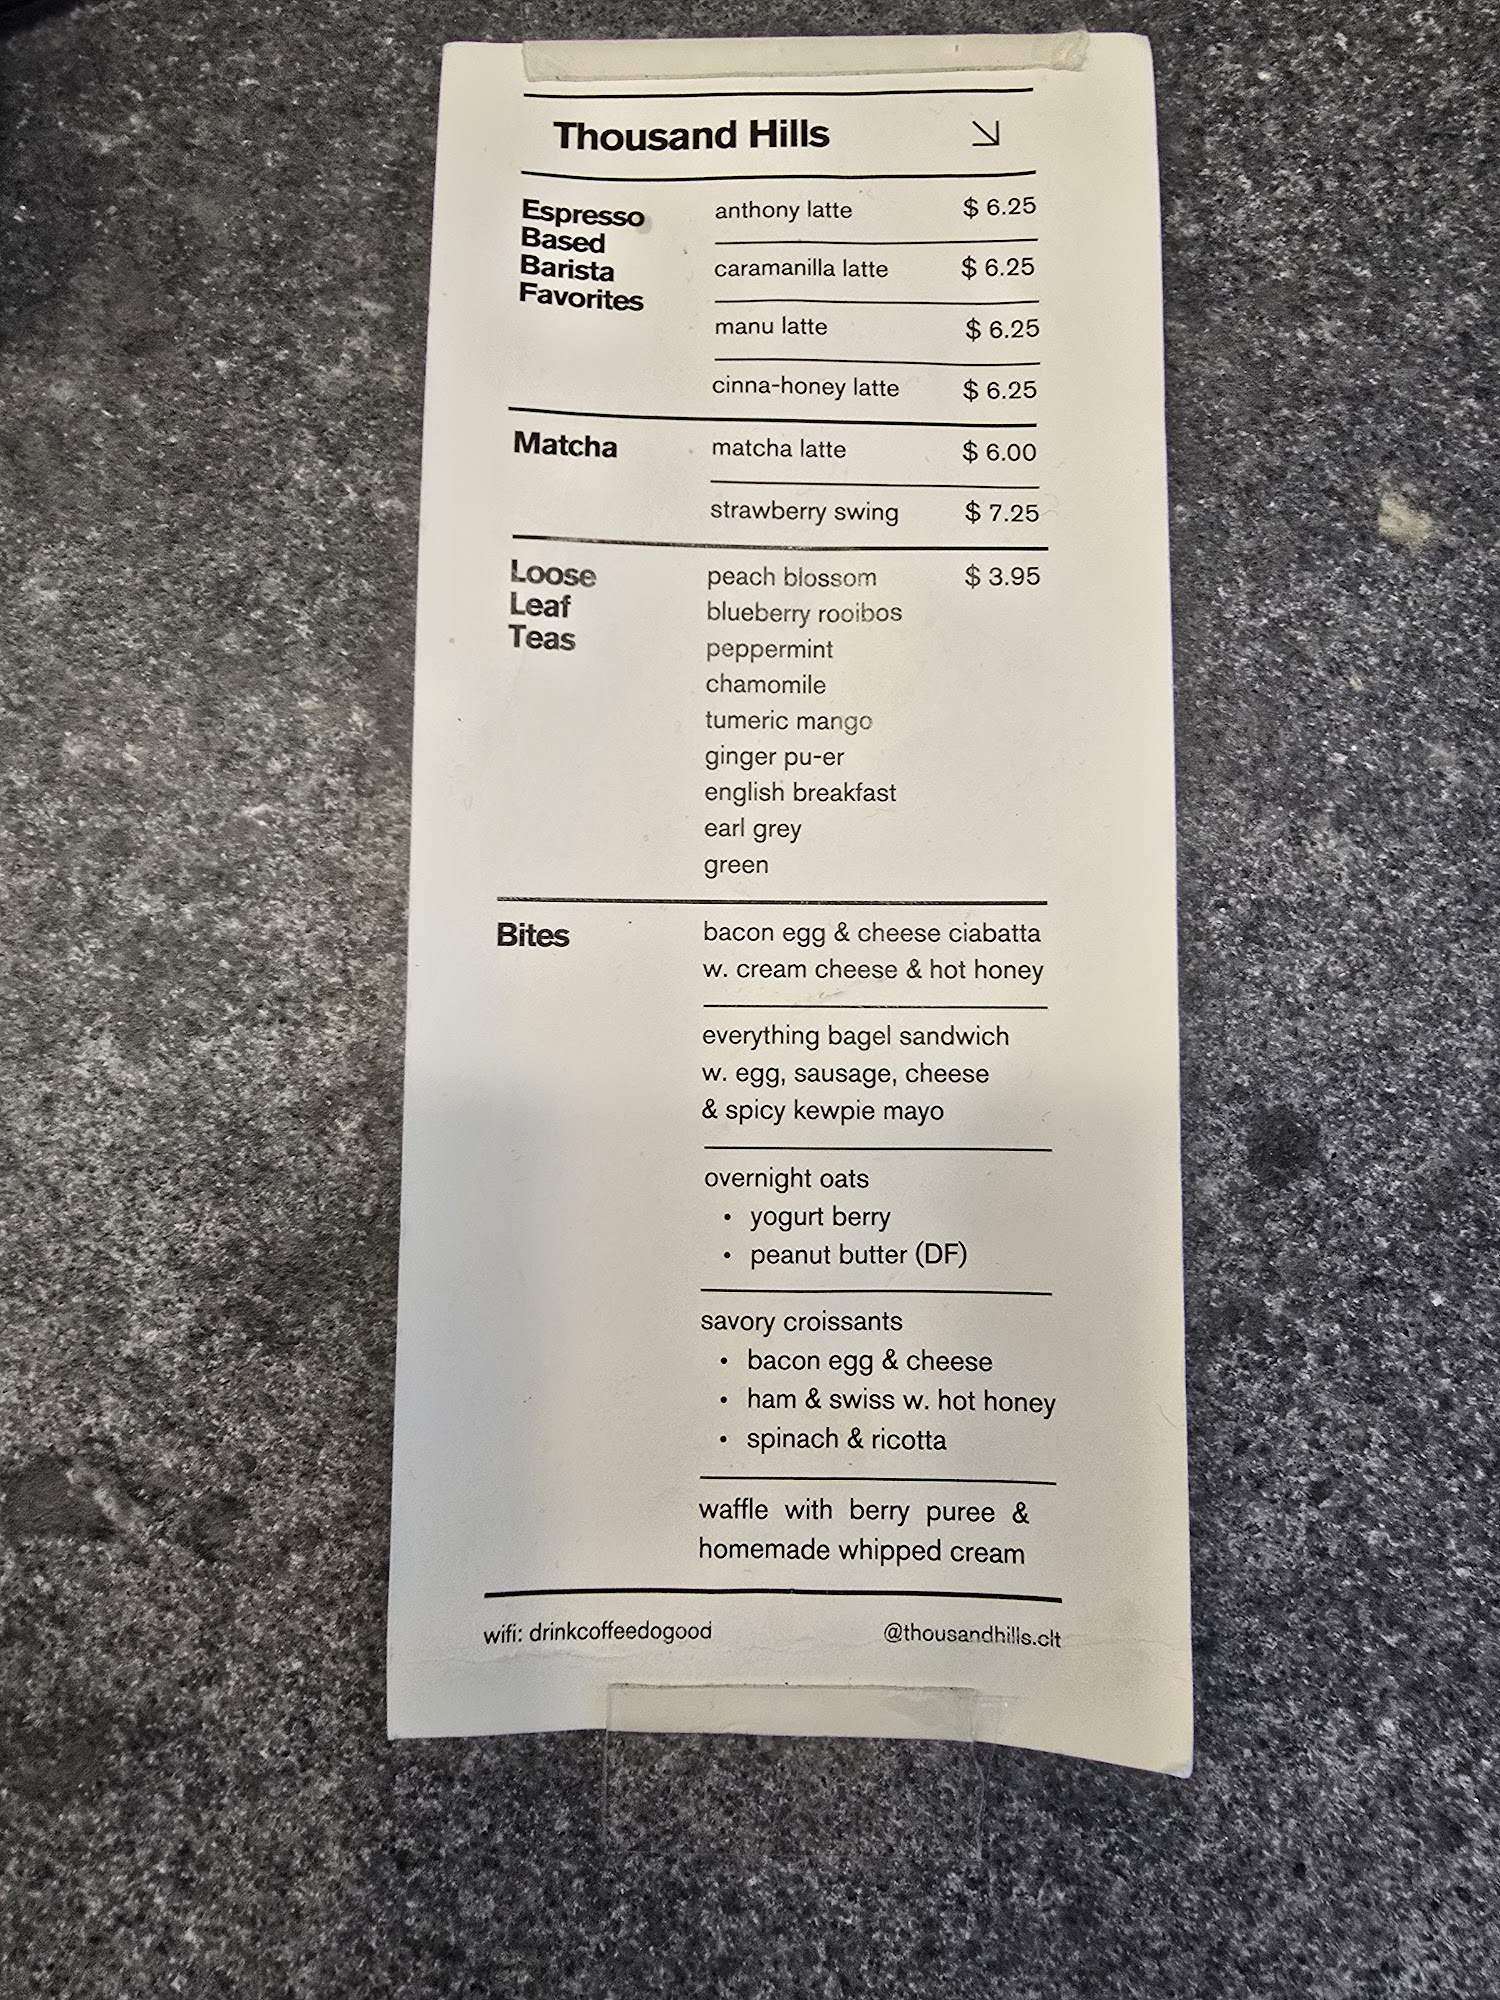 Thousand Hills
Espresso
Based
Barista
Favorites
anthony latte $ 6.25
caramanilla latte $ 6.25
manu latte $ 6.25
cinna-honey latte $ 6.25
Matcha
matcha latte $ 6.00
strawberry swing $ 7.25
Loose
Leaf
Teas
peach blossom $ 3.95
blueberry rooibos
peppermint
chamomile
tumeric mango
ginger pu-er
english breakfast
earl grey
green
Bites
bacon egg & cheese ciabatta
w. cream cheese & hot honey
everything bagel sandwich
w. egg, sausage, cheese
& spicy kewpie mayo
overnight oats
• yogurt berry
• peanut butter (DF)
savory croissants
• bacon egg & cheese
• ham & swiss w. hot honey
• spinach & ricotta
waffle with berry puree &
homemade whipped cream
wifi: drinkcoffeedogood @thousandhills.clt